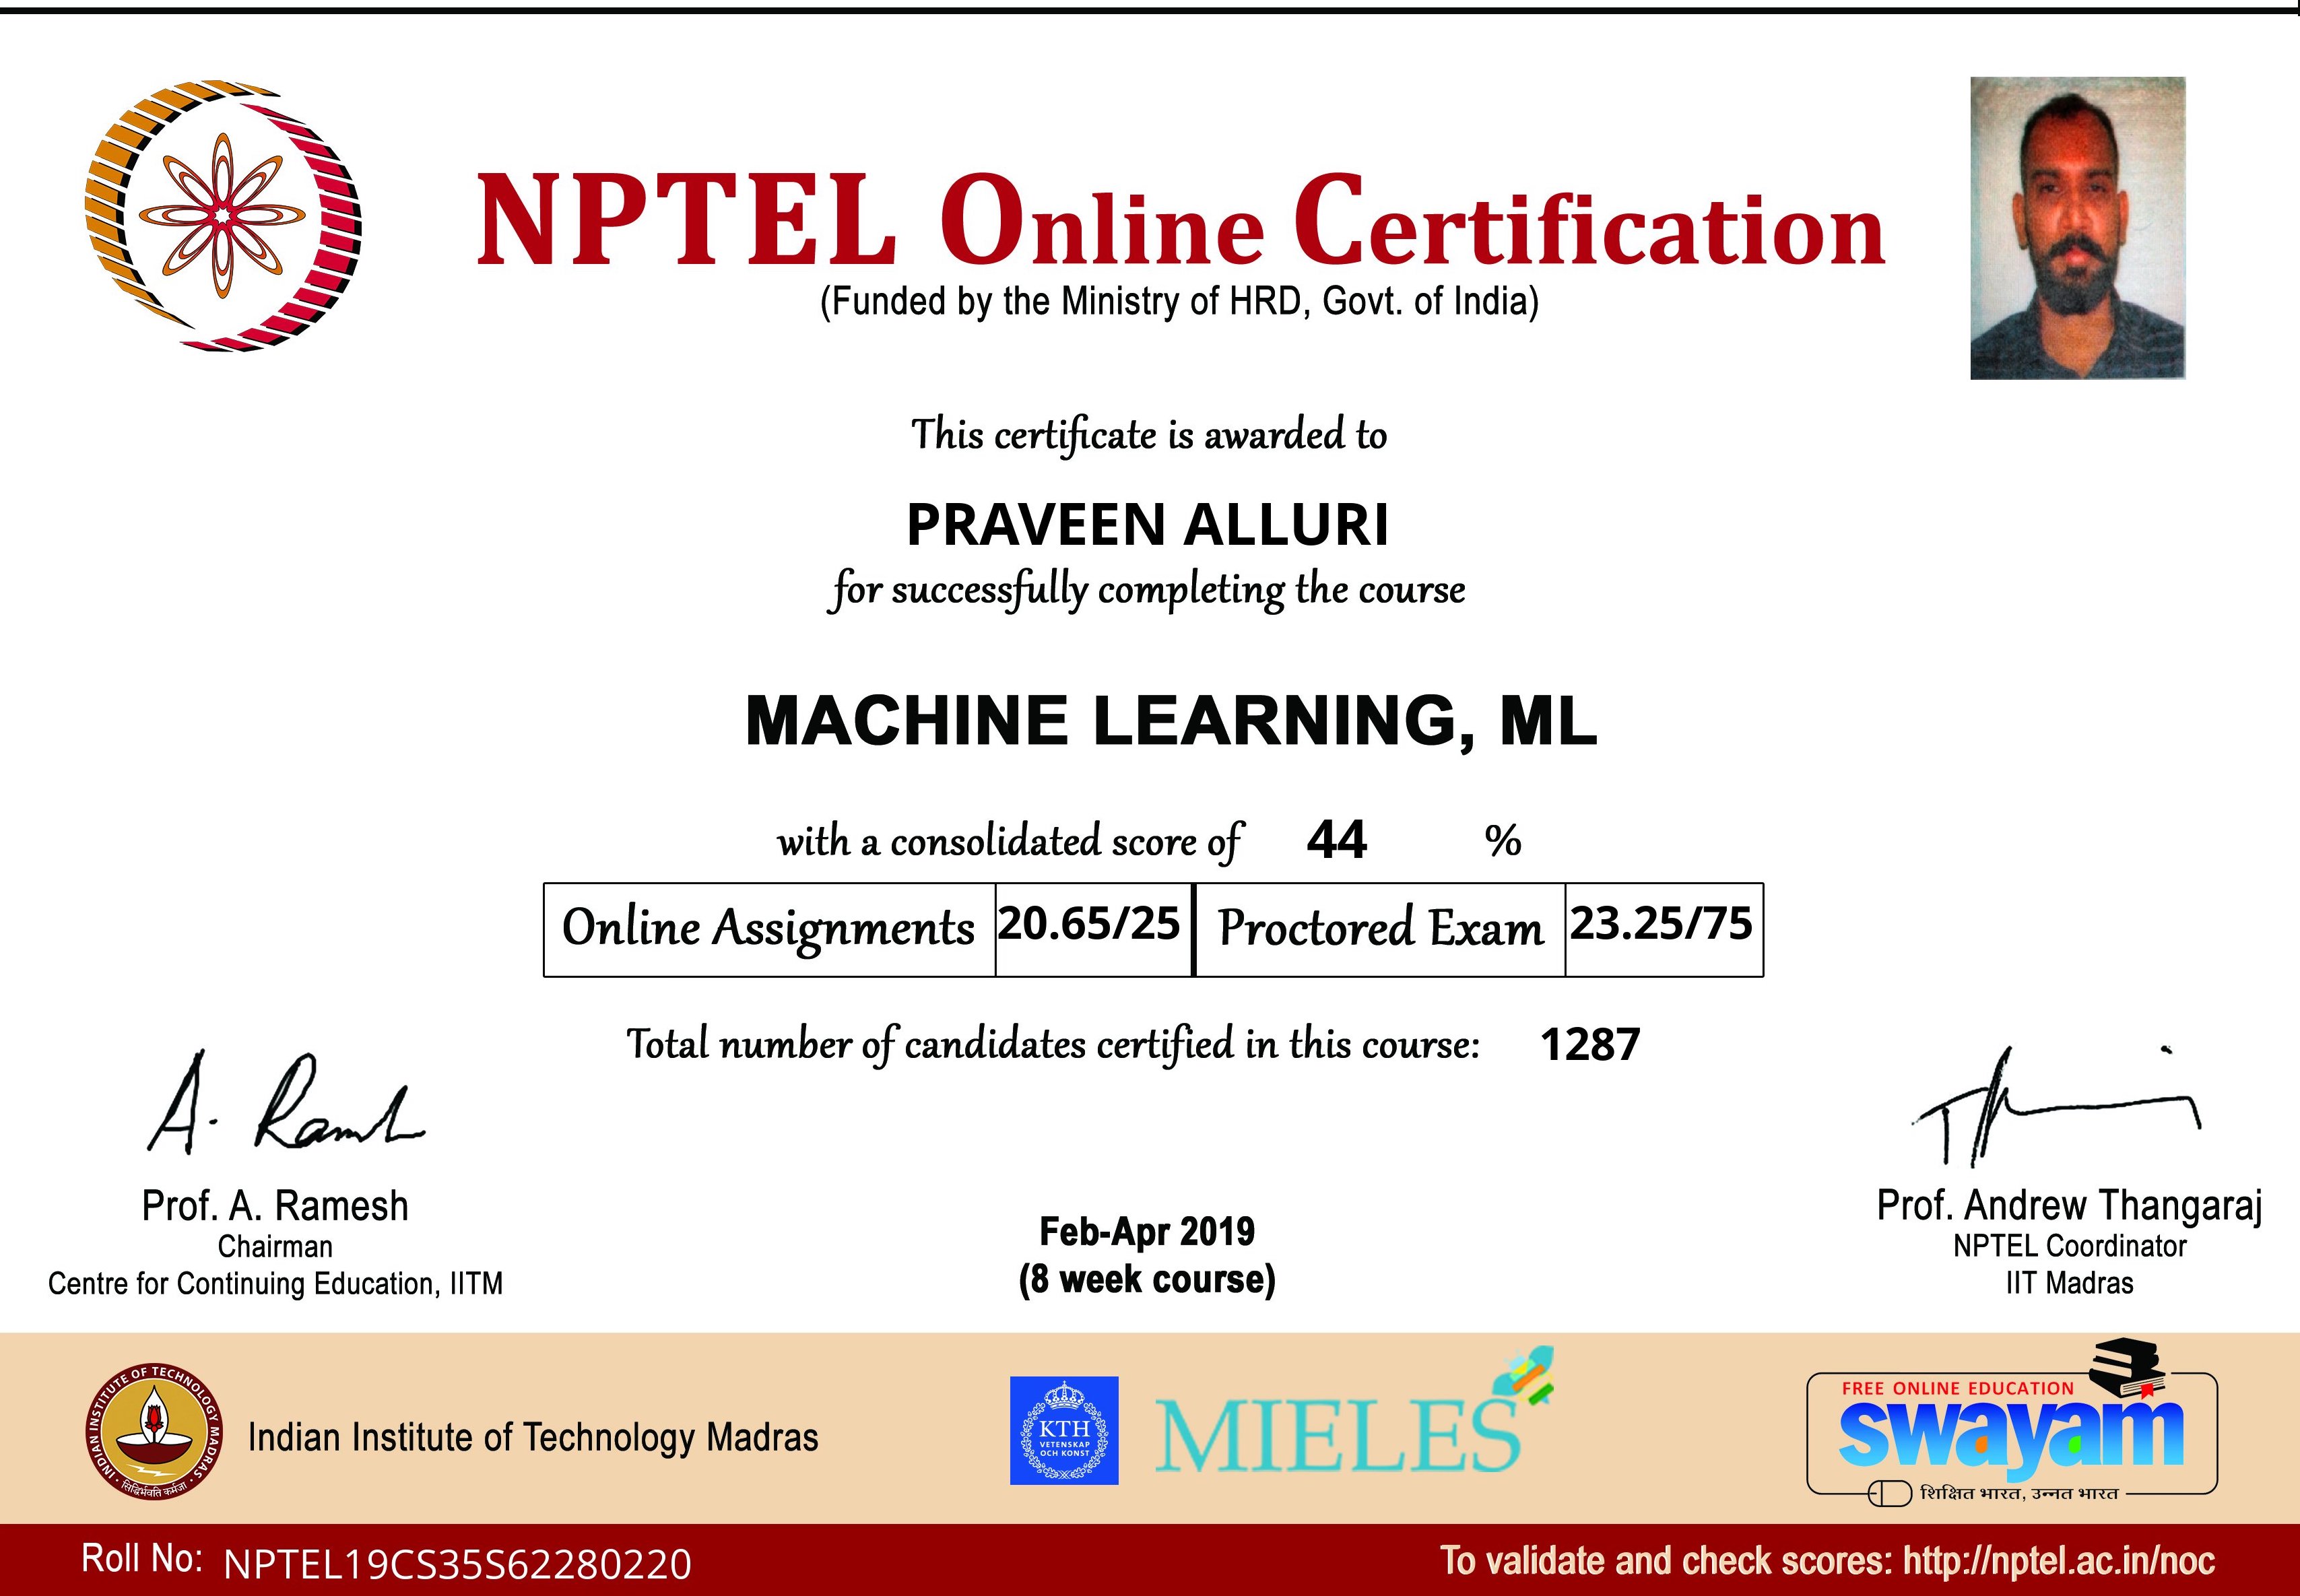 NPTEL Online Certification
(Funded by the Ministry of HRD, Govt. of India)
This certificate is awarded to
PRAVEEN ALLURI
for successfully completing the course
MACHINE LEARNING, ML
with a consolidated score of 44 %
Online Assignments 20.65/25 Proctored Exam 23.25/75
Total number of candidates certified in this course: 1287
A. Ramesh
Prof. A. Ramesh
Chairman
Centre for Continuing Education, IITM
Feb-Apr 2019
(8 week course)
Prof. Andrew Thangaraj
NPTEL Coordinator
IIT Madras
INDIAN INSTITUTE OF TECHNOLOGY MADRAS
सिद्धिर्भवति कर्मजा
Indian Institute of Technology Madras
KTH
VETENSKAP
OCH KONST
MIELES
FREE ONLINE EDUCATION
swayam
शिक्षित भारत, उन्नत भारत
Roll No: NPTEL19CS35S62280220
To validate and check scores: http://nptel.ac.in/noc